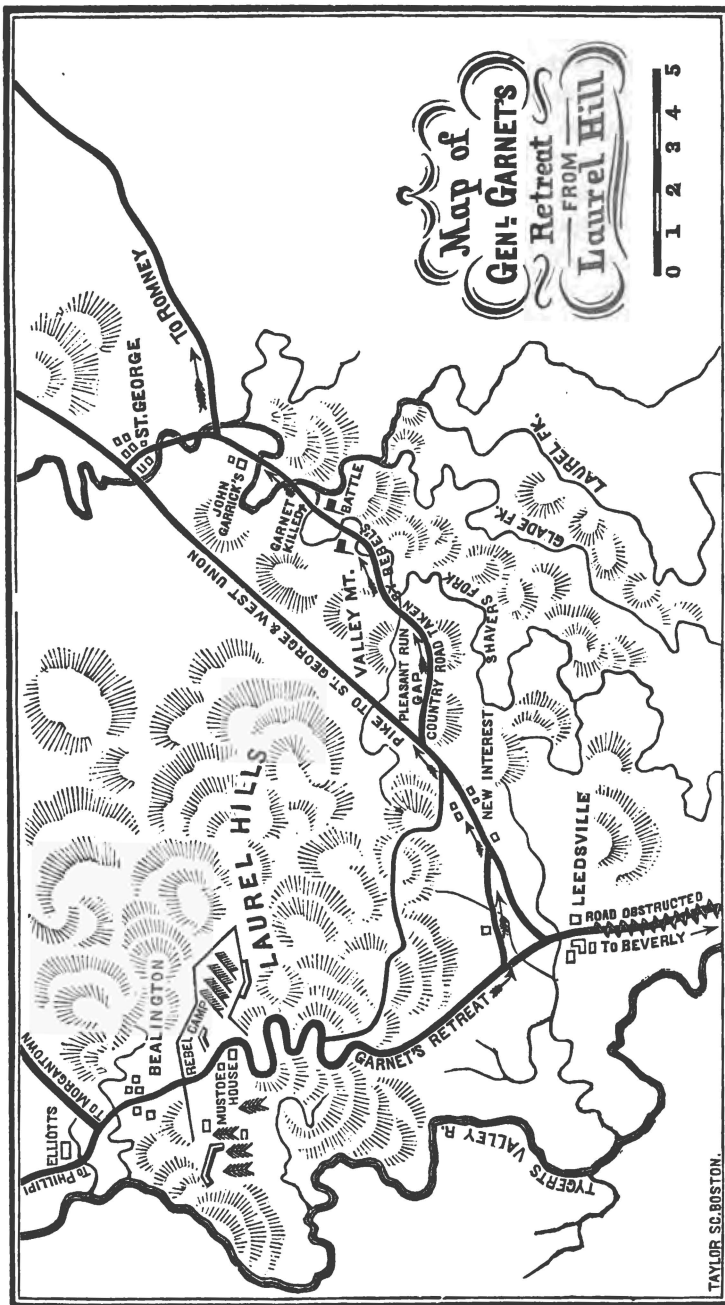 Map of
GENL. GARNET'S
Retreat
FROM
Laurel Hill
0 1 2 3 4 5
TO ROMNEY
ST. GEORGE
JOHN
GARRICK'S
GARNET
KILLED
BATTLE
VALLEY MT.
PIKE TO ST. GEORGE & WEST UNION
PLEASANT RUN
GAP
COUNTRY ROAD TAKEN BY REBELS
SHAVERS FORK
GLADE FK.
LAUREL FK.
NEW INTEREST
LEEDSVILLE
ROAD OBSTRUCTED
TO BEVERLY
LAUREL HILLS
GARNET'S RETREAT
TYGERTS VALLEY R.
BEALINGTON
REBEL CAMP
MUSTOE
HOUSE
ELLIOTTS
TO MORGANTOWN
TO PHILLIPI
TAYLOR SC. BOSTON.